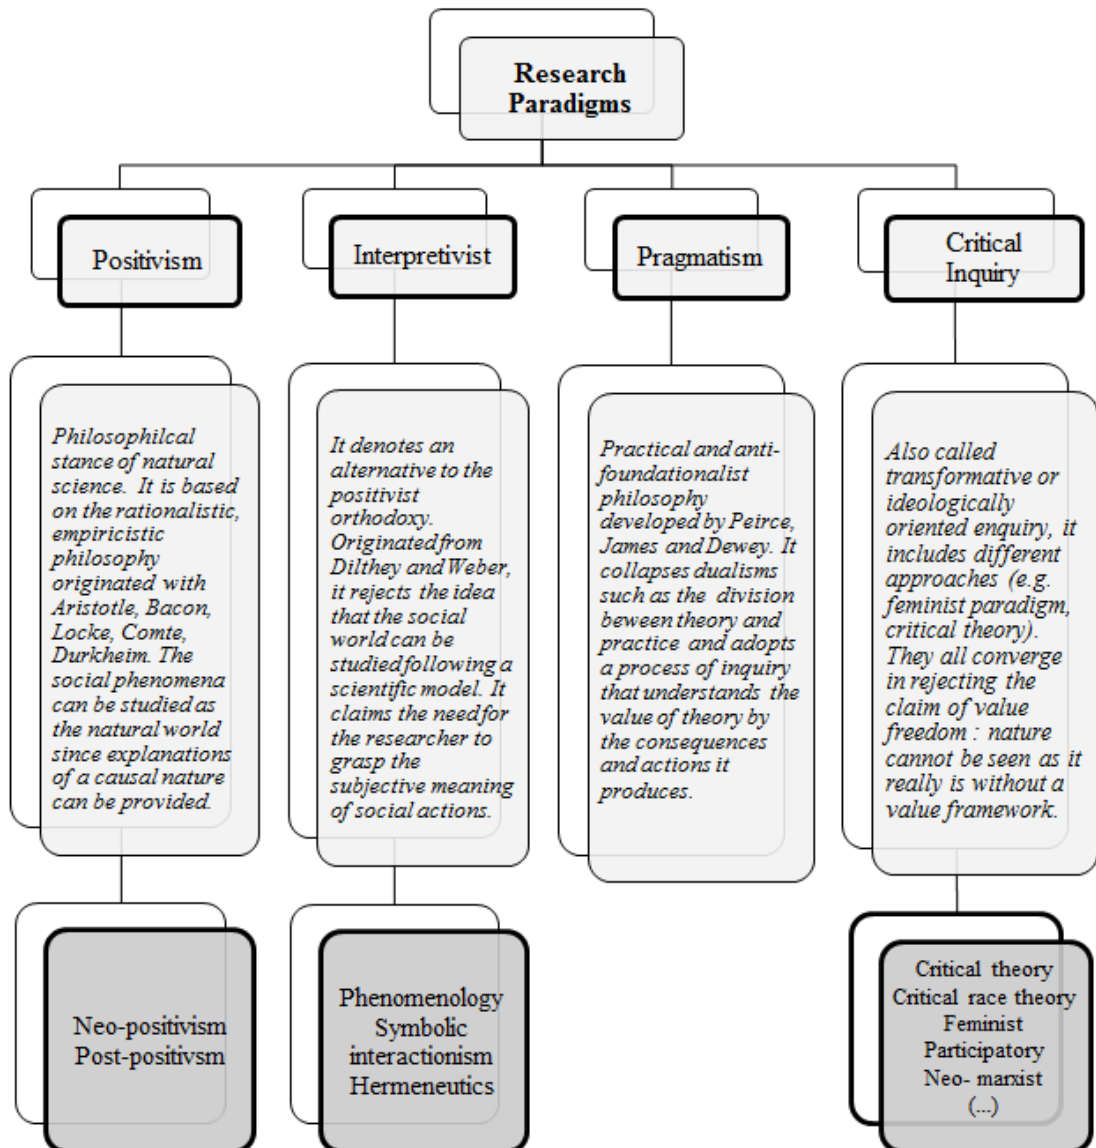 Research
Paradigms
Positivism
Interpretivist
Pragmatism
Critical
Inquiry
Philosophilcal
stance of natural
science. It is based
on the rationalistic,
empiricistic
philosophy
originated with
Aristotle, Bacon,
Locke, Comte,
Durkheim. The
social phenomena
can be studied as
the natural world
since explanations
of a causal nature
can be provided.
It denotes an
alternative to the
positivist
orthodoxy.
Originated from
Dilthey and Weber,
it rejects the idea
that the social
world can be
studied following a
scientific model. It
claims the need for
the researcher to
grasp the
subjective meaning
of social actions.
Practical and anti-
foundationalist
philosophy
developed by Peirce,
James and Dewey. It
collapses dualisms
such as the division
beween theory and
practice and adopts
a process of inquiry
that understands the
value of theory by
the consequences
and actions it
produces.
Also called
transformative or
ideologically
oriented enquiry, it
includes different
approaches (e.g.
feminist paradigm,
critical theory).
They all converge
in rejecting the
claim of value
freedom : nature
cannot be seen as it
really is without a
value framework.
Neo-positivism
Post-positivsm
Phenomenology
Symbolic
interactionism
Hermeneutics
Critical theory
Critical race theory
Feminist
Participatory
Neo- marxist
(...)